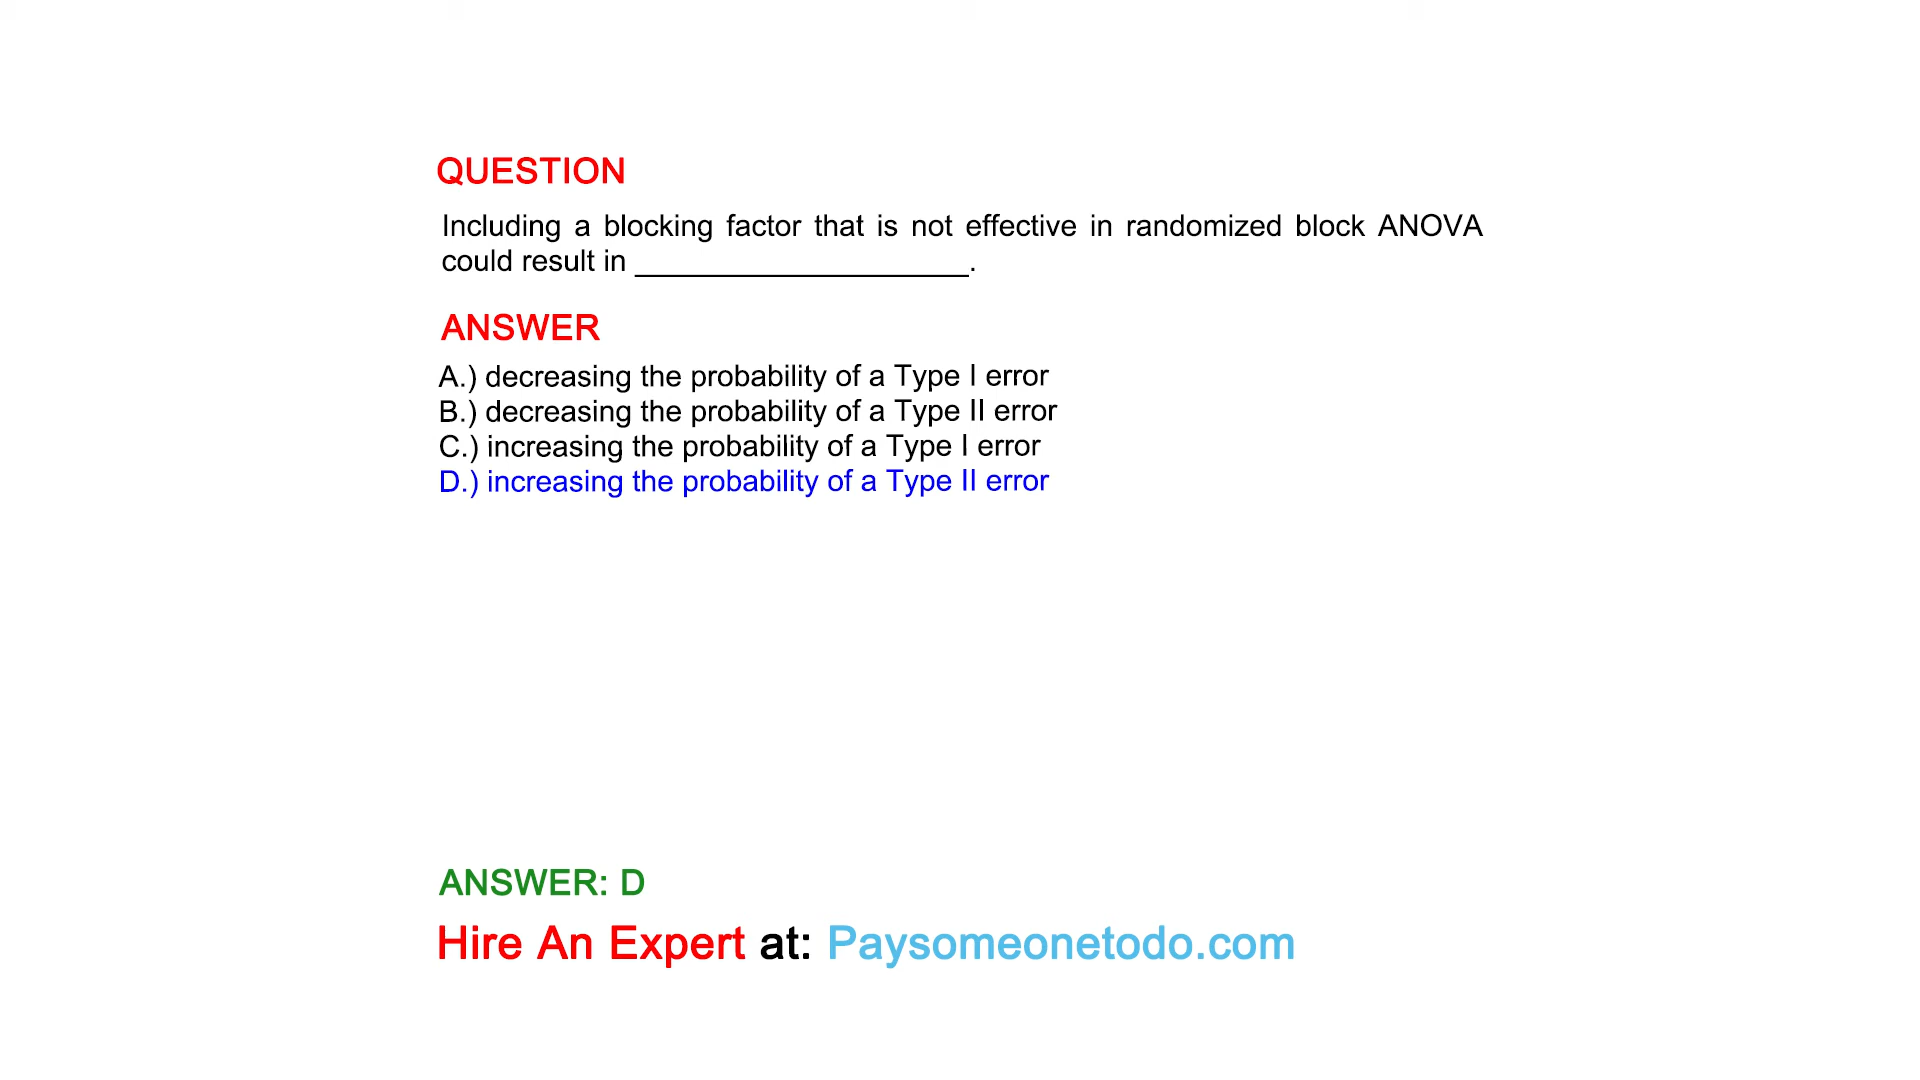 QUESTION
Including a blocking factor that is not effective in randomized block ANOVA
could result in ____________________.
ANSWER
A.) decreasing the probability of a Type I error
B.) decreasing the probability of a Type II error
C.) increasing the probability of a Type I error
D.) increasing the probability of a Type II error
ANSWER: D
Hire An Expert at: Paysomeonetodo.com